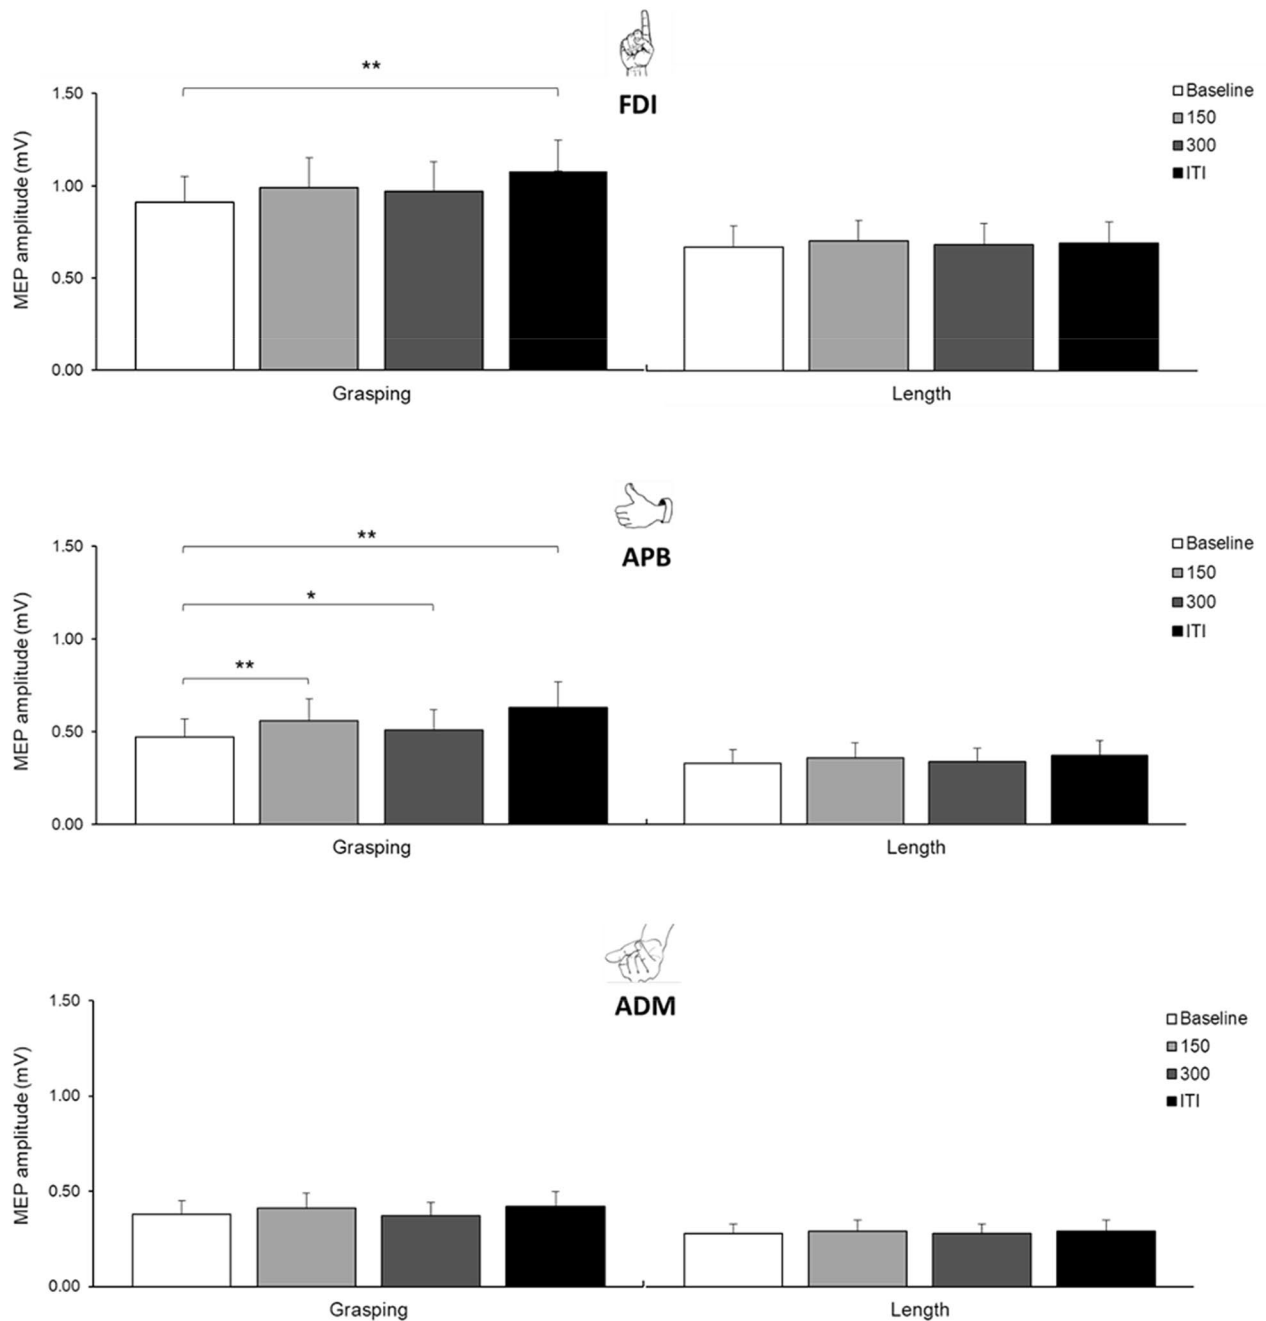 **
FDI
MEP amplitude (mV)
1.50
1.00
0.50
0.00
Grasping
Length
Baseline
150
300
ITI
**
*
**
APB
MEP amplitude (mV)
1.50
1.00
0.50
0.00
Grasping
Length
Baseline
150
300
ITI
ADM
MEP amplitude (mV)
1.50
1.00
0.50
0.00
Grasping
Length
Baseline
150
300
ITI